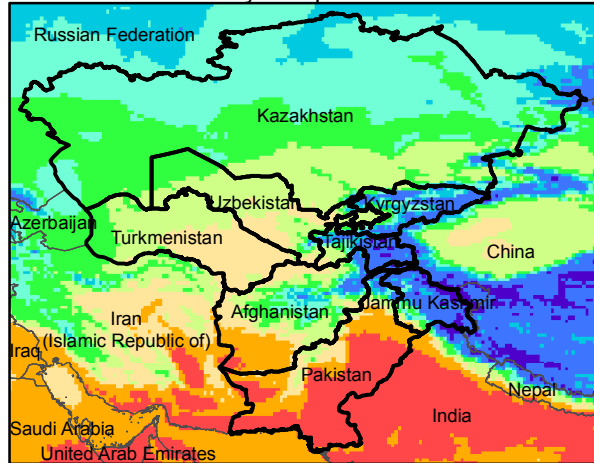 Russian Federation
Kazakhstan
Uzbekistan
Kyrgyzstan
Azerbaijan
Turkmenistan
Tajikistan
China
Jammu Kashmir
Iran
(Islamic Republic of)
Afghanistan
Iraq
Pakistan
Nepal
India
Saudi Arabia
United Arab Emirates